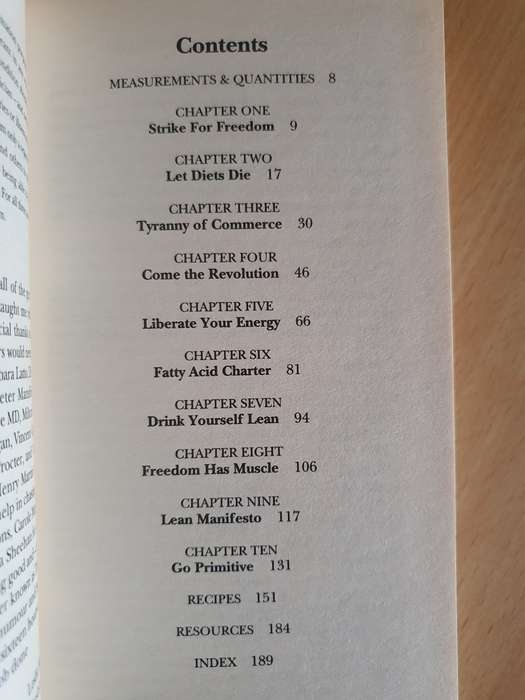 Contents
MEASUREMENTS & QUANTITIES 8
CHAPTER ONE
Strike For Freedom 9
CHAPTER TWO
Let Diets Die 17
CHAPTER THREE
Tyranny of Commerce 30
CHAPTER FOUR
Come the Revolution 46
CHAPTER FIVE
Liberate Your Energy 66
CHAPTER SIX
Fatty Acid Charter 81
CHAPTER SEVEN
Drink Yourself Lean 94
CHAPTER EIGHT
Freedom Has Muscle 106
CHAPTER NINE
Lean Manifesto 117
CHAPTER TEN
Go Primitive 131
RECIPES 151
RESOURCES 184
INDEX 189